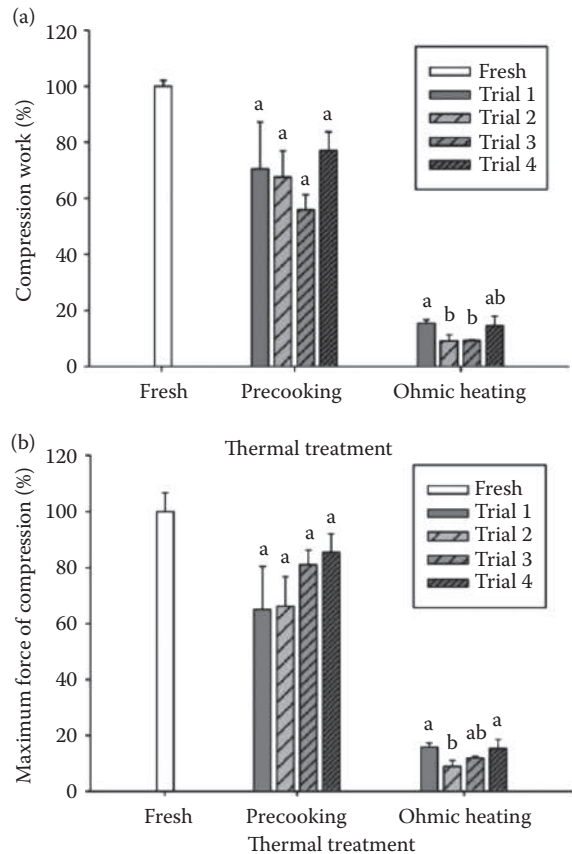 (a)
120
100
80
60
40
20
0
Compression work (%)
Fresh
Trial 1
Trial 2
Trial 3
Trial 4
a
a
a
a
a
b
b
ab
Fresh
Precooking
Ohmic heating
Thermal treatment
(b)
120
100
80
60
40
20
0
Maximum force of compression (%)
Fresh
Trial 1
Trial 2
Trial 3
Trial 4
a
a
a
a
a
b
ab
a
Fresh
Precooking
Ohmic heating
Thermal treatment